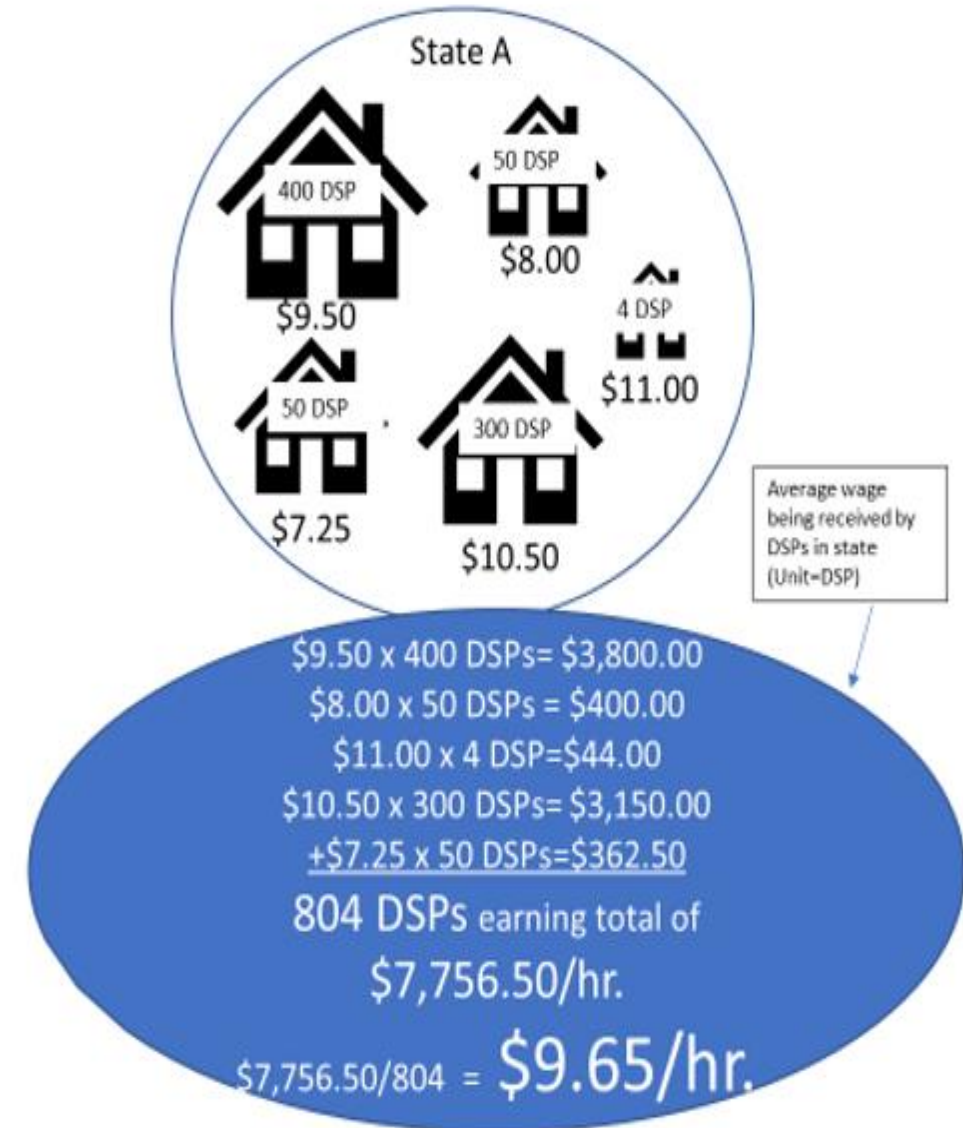 State A
400 DSP
$9.50
50 DSP
$8.00
4 DSP
$11.00
50 DSP
$7.25
300 DSP
$10.50
Average wage
being received by
DSPs in state
(Unit=DSP)
$9.50 x 400 DSPs= $3,800.00
$8.00 x 50 DSPs = $400.00
$11.00 x 4 DSP=$44.00
$10.50 x 300 DSPs= $3,150.00
+$7.25 x 50 DSPs=$362.50
804 DSPs earning total of
$7,756.50/hr.
$7,756.50/804 = $9.65/hr.